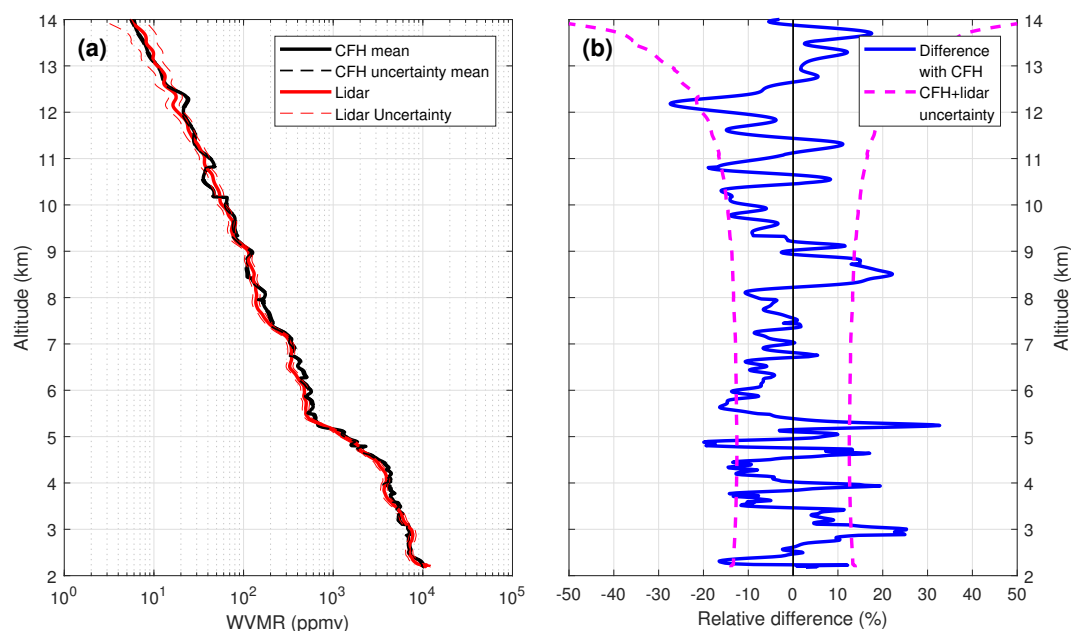 (a)
CFH mean
CFH uncertainty mean
Lidar
Lidar Uncertainty
14
13
12
11
10
9
8
7
6
5
4
3
2
Altitude (km)
10^0
10^1
10^2
10^3
10^4
10^5
WVMR (ppmv)
(b)
Difference
with CFH
CFH+lidar
uncertainty
14
13
12
11
10
9
8
7
6
5
4
3
2
Altitude (km)
-50 -40 -30 -20 -10 0 10 20 30 40 50
Relative difference (%)